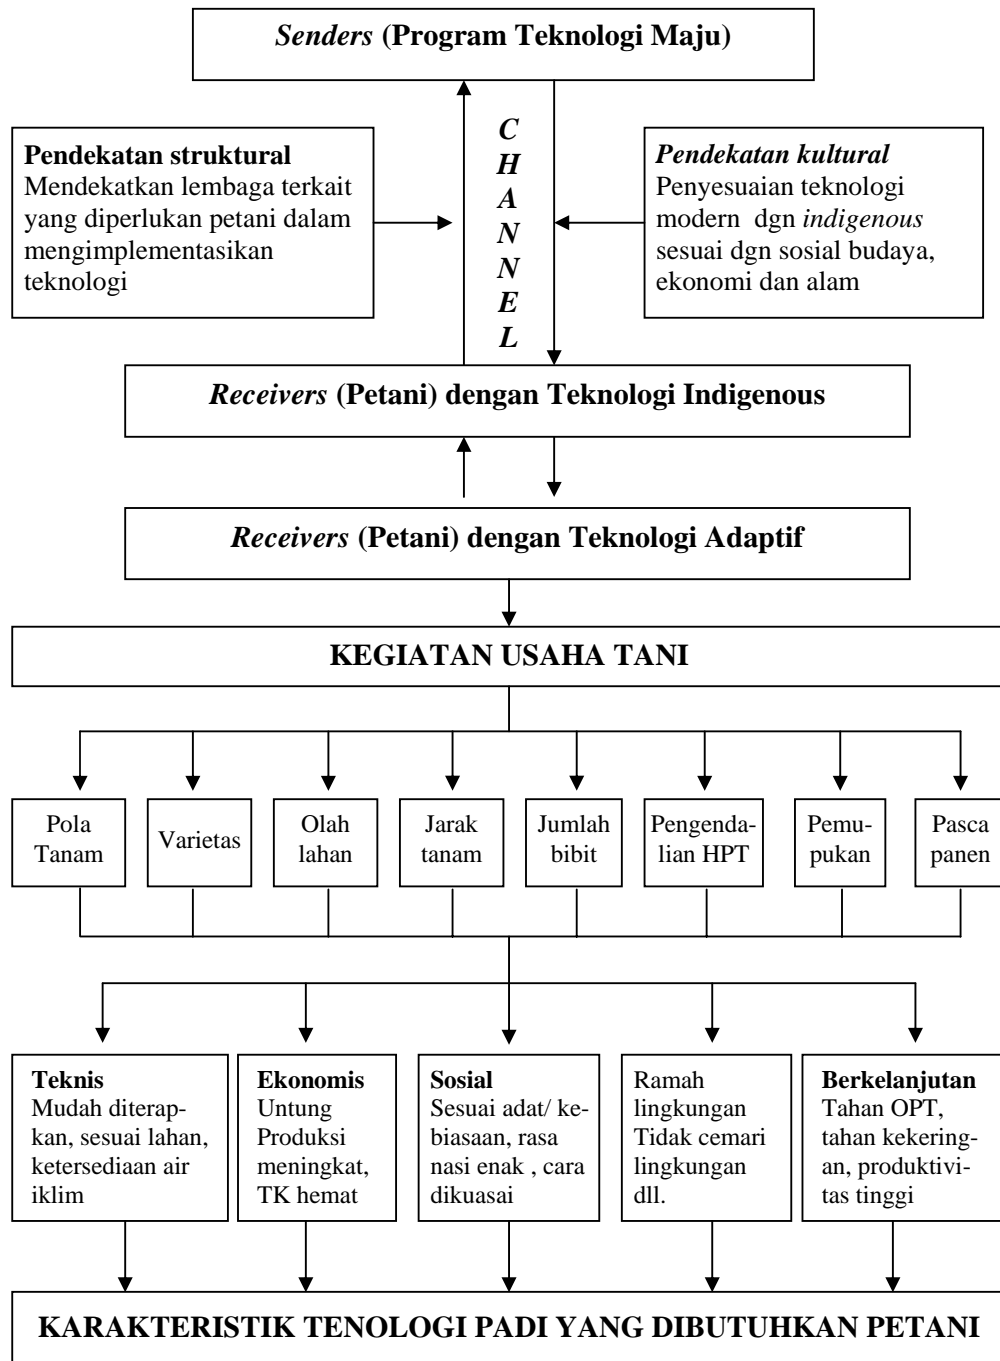 Senders (Program Teknologi Maju)
Pendekatan struktural
Mendekatkan lembaga terkait
yang diperlukan petani dalam
mengimplementasikan
teknologi
C
H
A
N
N
E
L
Pendekatan kultural
Penyesuaian teknologi
modern dgn indigenous
sesuai dgn sosial budaya,
ekonomi dan alam
Receivers (Petani) dengan Teknologi Indigenous
Receivers (Petani) dengan Teknologi Adaptif
KEGIATAN USAHA TANI
Pola
Tanam
Varietas
Olah
lahan
Jarak
tanam
Jumlah
bibit
Pengenda-
lian HPT
Pemu-
pukan
Pasca
panen
Teknis
Mudah diterap-
kan, sesuai lahan,
ketersediaan air
iklim
Ekonomis
Untung
Produksi
meningkat,
TK hemat
Sosial
Sesuai adat/ ke-
biasaan, rasa
nasi enak , cara
dikuasai
Ramah
lingkungan
Tidak cemari
lingkungan
dll.
Berkelanjutan
Tahan OPT,
tahan kekering-
an, produktivi-
tas tinggi
KARAKTERISTIK TENOLOGI PADI YANG DIBUTUHKAN PETANI